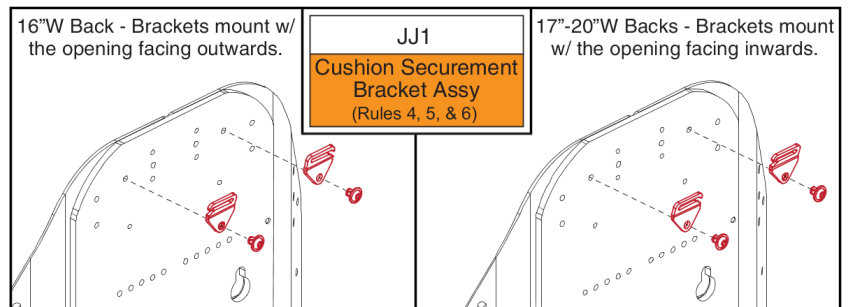 16”W Back - Brackets mount w/
the opening facing outwards.
JJ1
Cushion Securement
Bracket Assy
(Rules 4, 5, & 6)
17”-20”W Backs - Brackets mount
w/ the opening facing inwards.